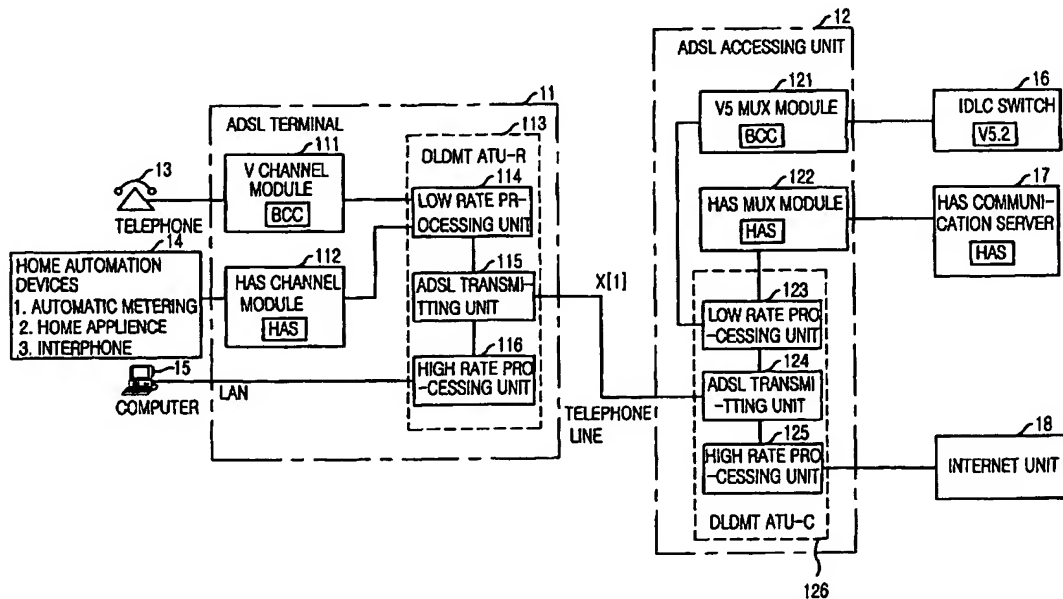 12
ADSL ACCESSING UNIT
121
V5 MUX MODULE
BCC
16
IDLC SWITCH
V5.2
11
ADSL TERMINAL
113
111
V CHANNEL
MODULE
BCC
DLDMT ATU-R
114
LOW RATE PR-
OCESSING UNIT
13
TELEPHONE
122
HAS MUX MODULE
HAS
17
HAS COMMUNI-
CATION SERVER
HAS
14
HOME AUTOMATION
DEVICES
1. AUTOMATIC METERING
2. HOME APPLIENCE
3. INTERPHONE
112
HAS CHANNEL
MODULE
HAS
115
ADSL TRANSMI-
TTING UNIT
X[1]
123
LOW RATE PRO
-CESSING UNIT
116
HIGH RATE PRO
-CESSING UNIT
15
COMPUTER
LAN
TELEPHONE
LINE
124
ADSL TRANSMI
-TTING UNIT
125
HIGH RATE PRO
-CESSING UNIT
18
INTERNET UNIT
DLDMT ATU-C
126